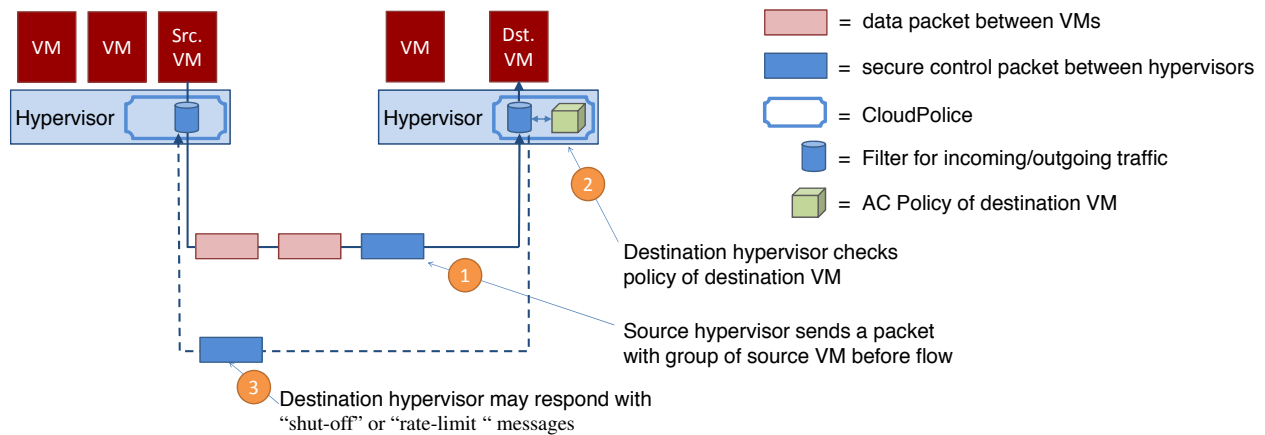 VM
VM
Src.
VM
VM
Dst.
VM
Hypervisor
Hypervisor
= data packet between VMs
= secure control packet between hypervisors
= CloudPolice
= Filter for incoming/outgoing traffic
= AC Policy of destination VM
2
Destination hypervisor checks
policy of destination VM
1
Source hypervisor sends a packet
with group of source VM before flow
3
Destination hypervisor may respond with
“shut-off” or “rate-limit “ messages